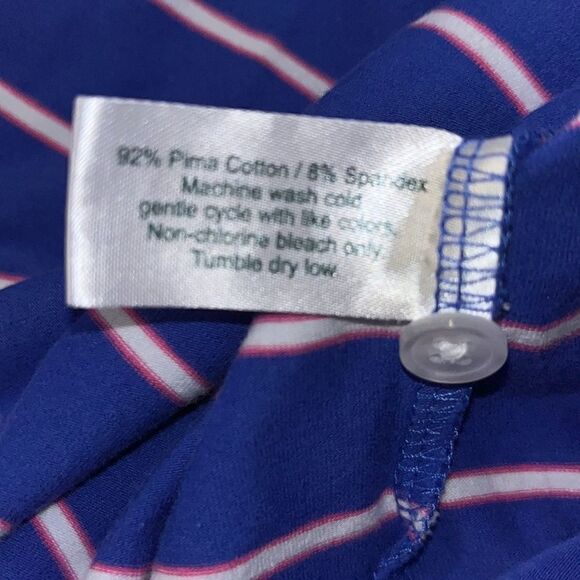 92% Pima Cotton / 8% Spandex
Machine wash cold
gentle cycle with like colors.
Non-chlorine bleach only.
Tumble dry low.